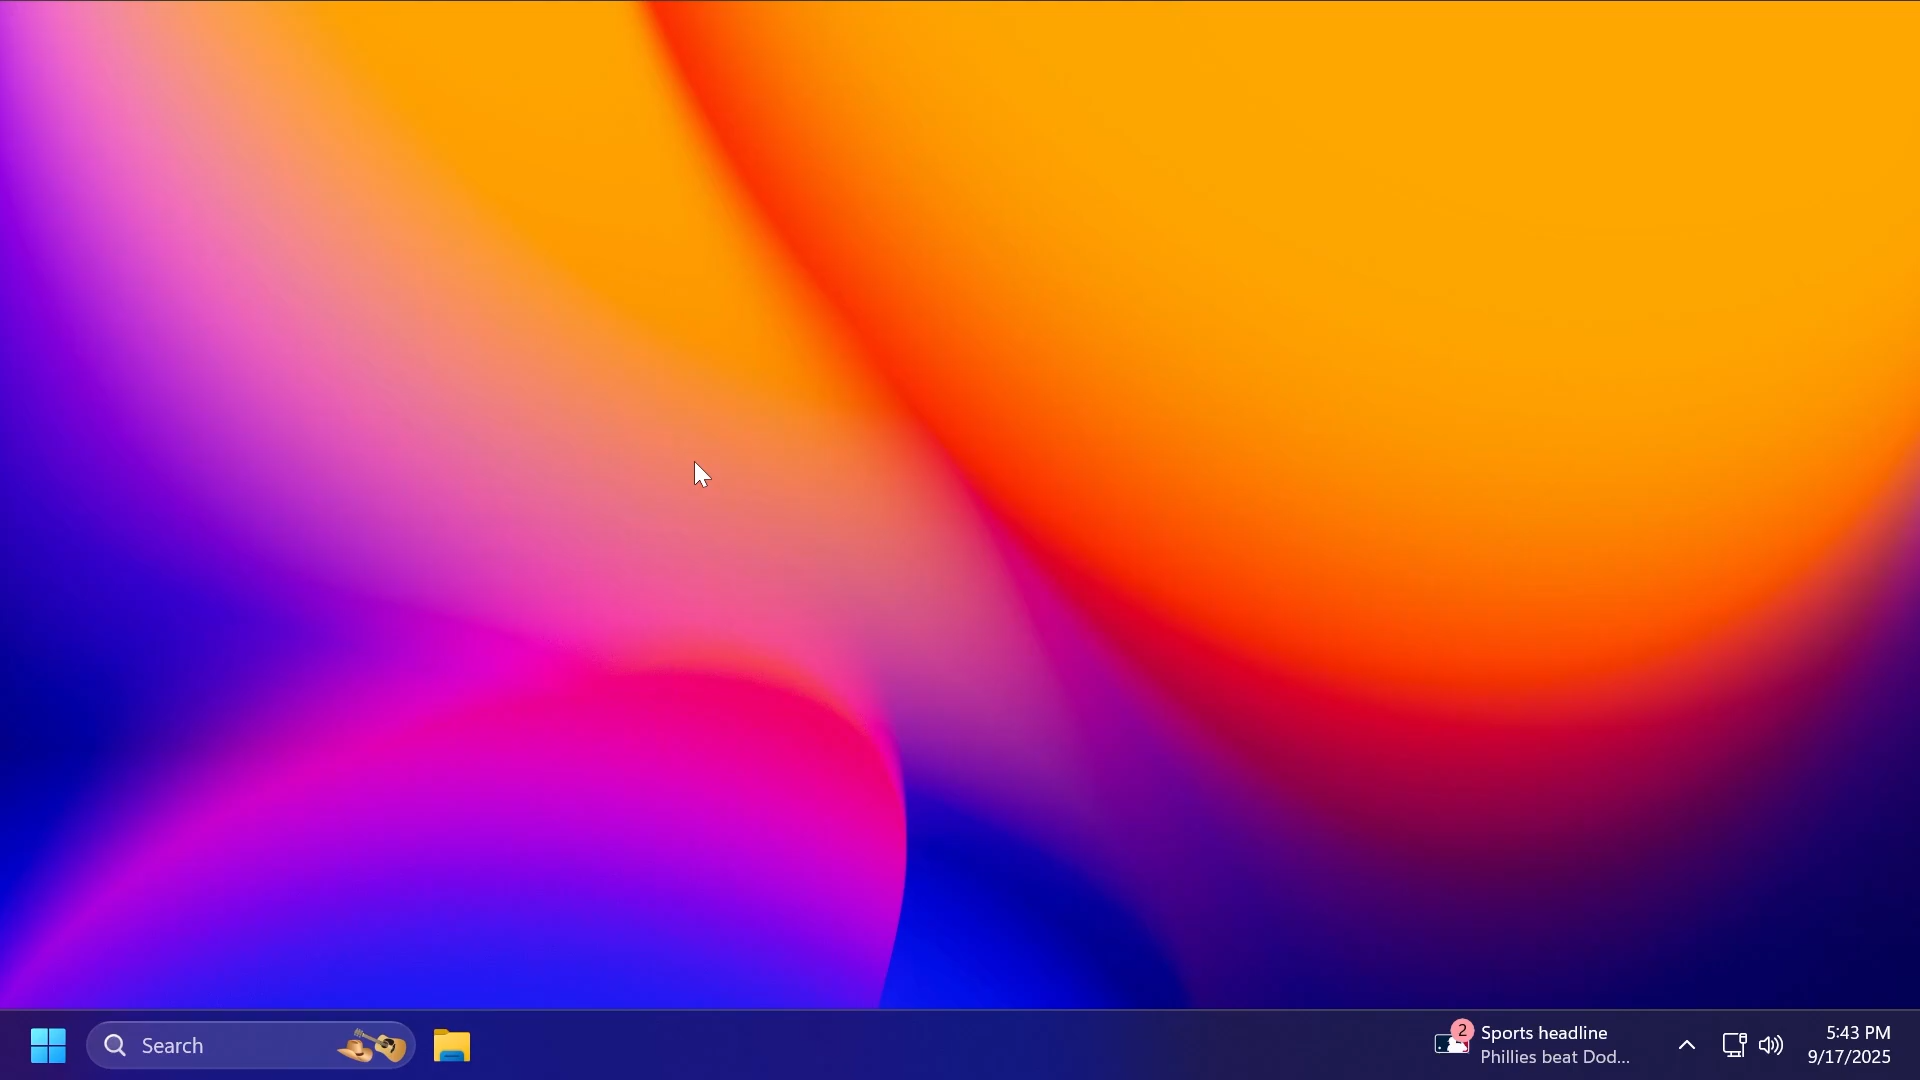 Search
2
Sports headline
Phillies beat Dod...
5:43 PM
9/17/2025